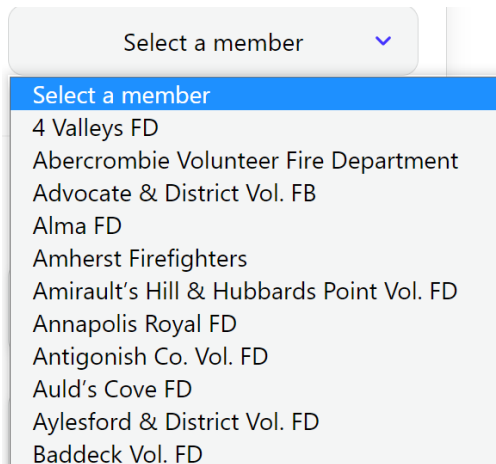 Select a member
Select a member
4 Valleys FD
Abercrombie Volunteer Fire Department
Advocate & District Vol. FB
Alma FD
Amherst Firefighters
Amirault’s Hill & Hubbards Point Vol. FD
Annapolis Royal FD
Antigonish Co. Vol. FD
Auld’s Cove FD
Aylesford & District Vol. FD
Baddeck Vol. FD